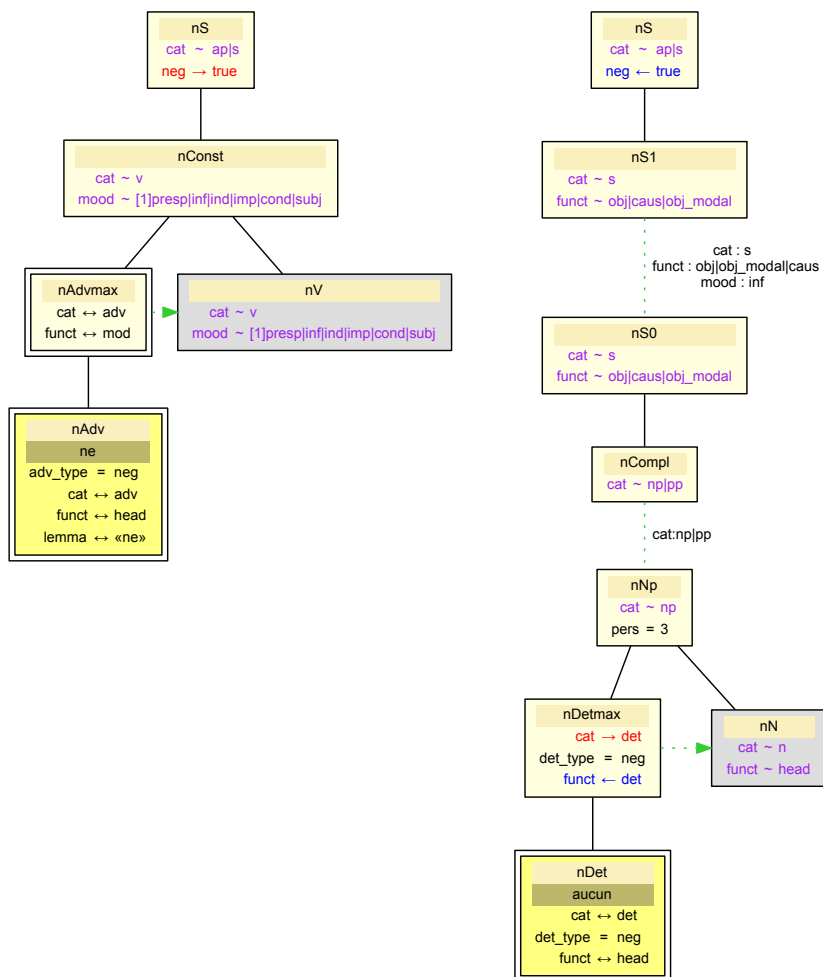 nS
cat ~ ap|s
neg → true
nConst
cat ~ v
mood ~ [1]presp|inf|ind|imp|cond|subj
nAdvmax
cat ↔ adv
funct ↔ mod
nV
cat ~ v
mood ~ [1]presp|inf|ind|imp|cond|subj
nAdv
ne
adv_type = neg
cat ↔ adv
funct ↔ head
lemma ↔ «ne»
nS
cat ~ ap|s
neg ← true
nS1
cat ~ s
funct ~ obj|caus|obj_modal
cat : s
funct : obj|obj_modal|caus
mood : inf
nS0
cat ~ s
funct ~ obj|caus|obj_modal
nCompl
cat ~ np|pp
cat:np|pp
nNp
cat ~ np
pers = 3
nDetmax
cat → det
det_type = neg
funct ← det
nN
cat ~ n
funct ~ head
nDet
aucun
cat ↔ det
det_type = neg
funct ↔ head